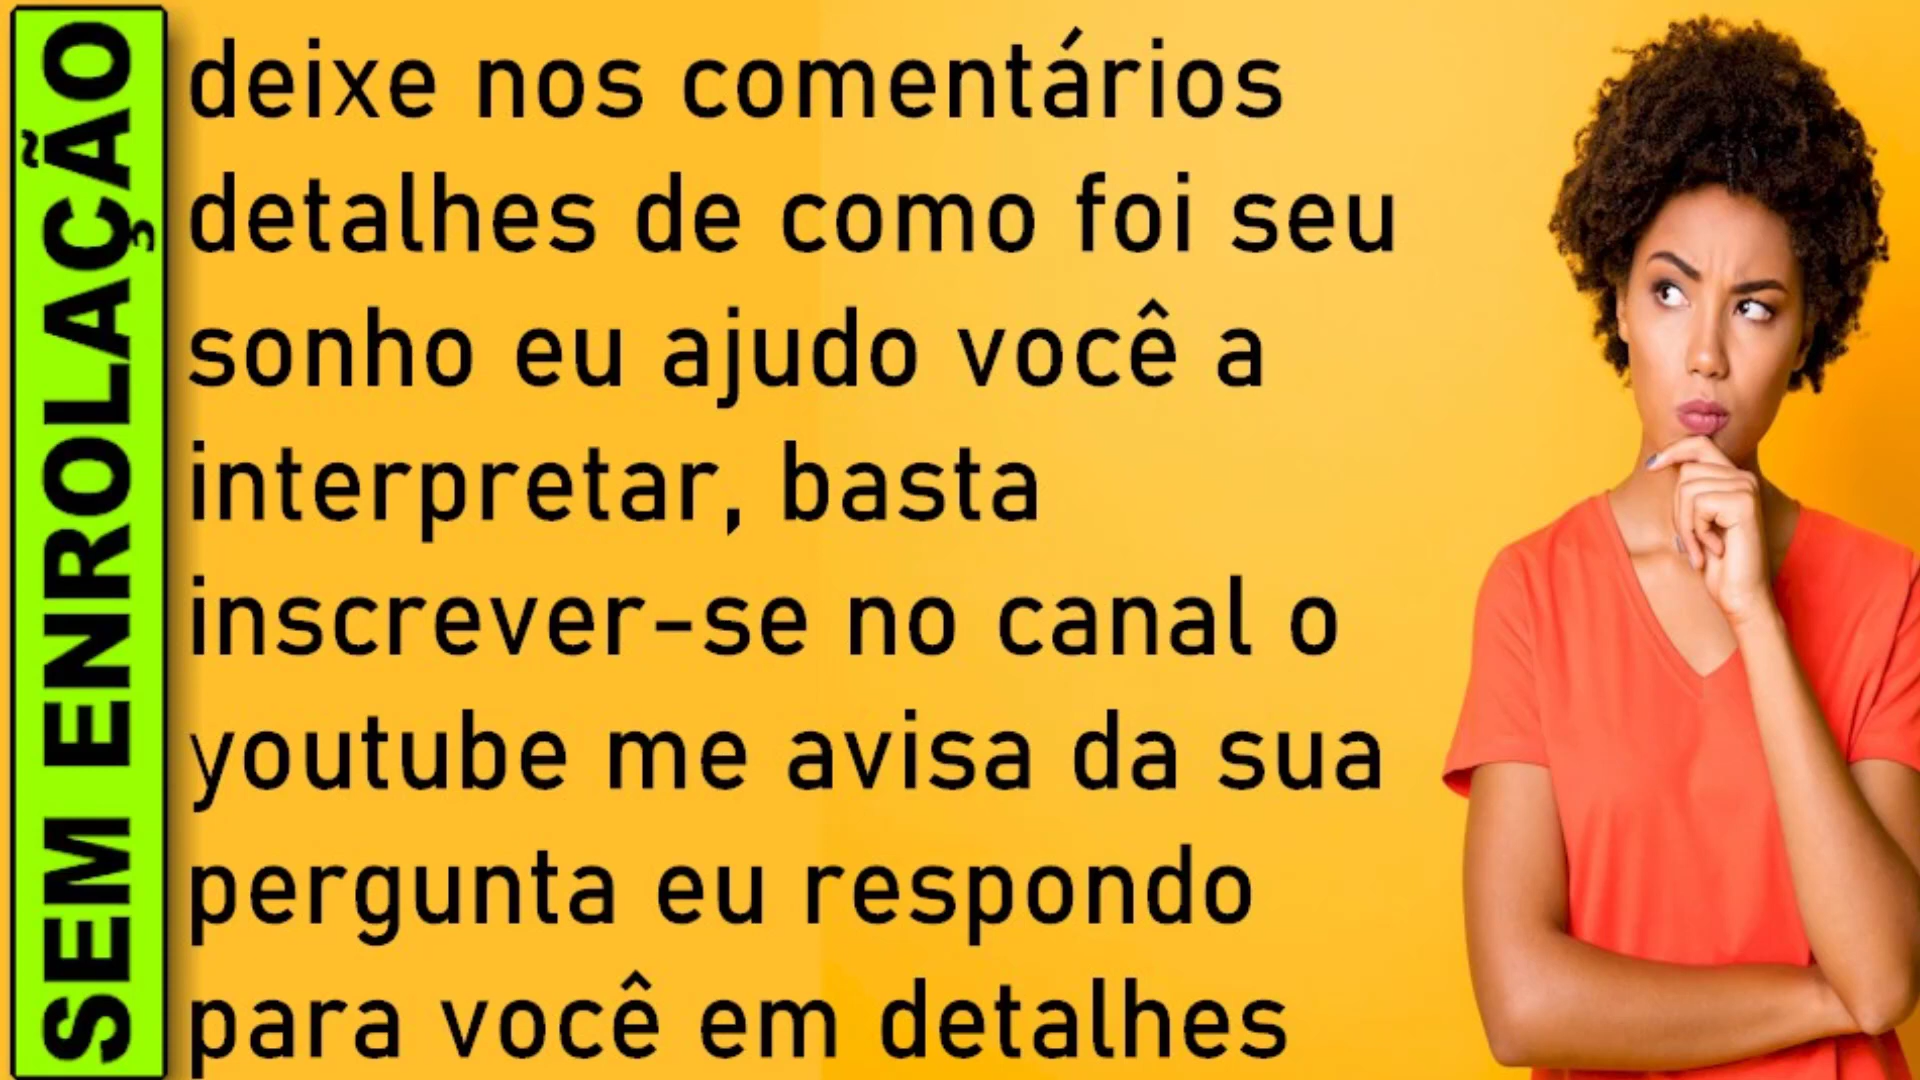 SEM ENROLAÇÃO
deixe nos comentários
detalhes de como foi seu
sonho eu ajudo você a
interpretar, basta
inscrever-se no canal o
youtube me avisa da sua
pergunta eu respondo
para você em detalhes